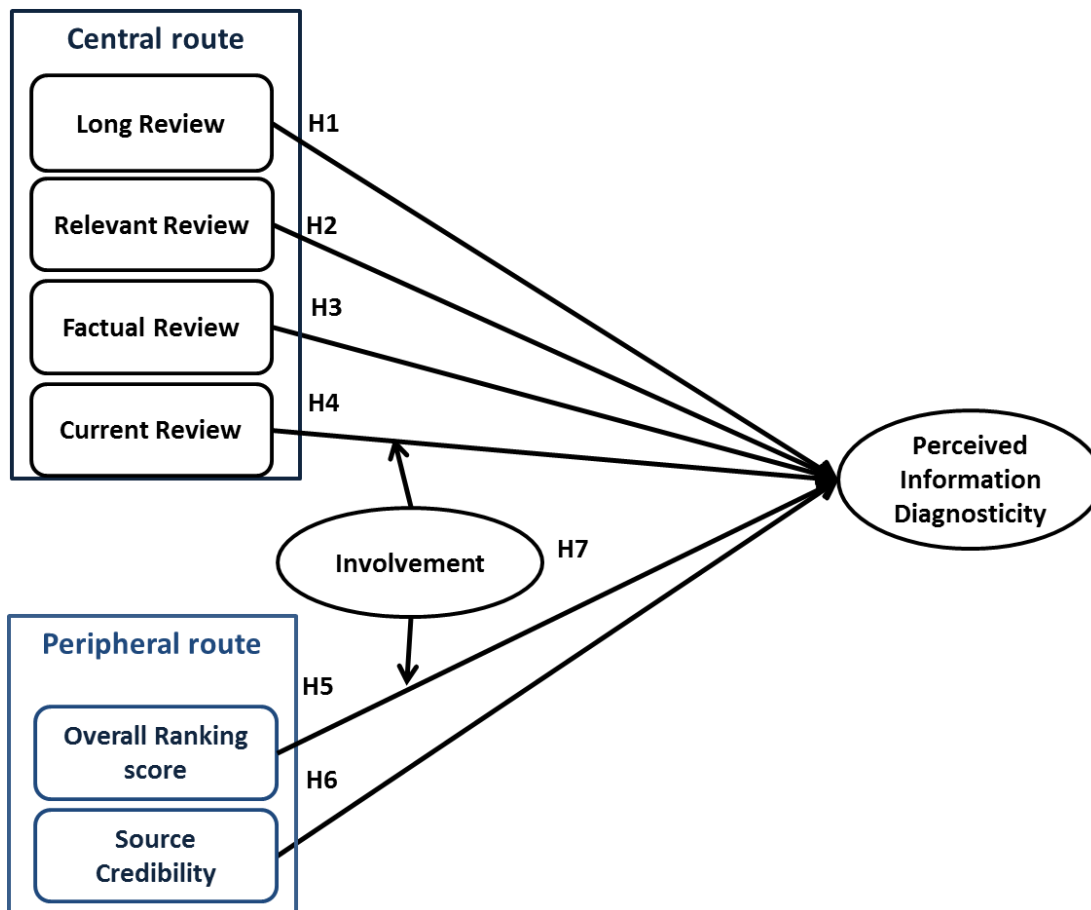 Central route
Long Review
H1
Relevant Review
H2
Factual Review
H3
Current Review
H4
Perceived
Information
Diagnosticity
Involvement
H7
Peripheral route
H5
Overall Ranking
score
H6
Source
Credibility